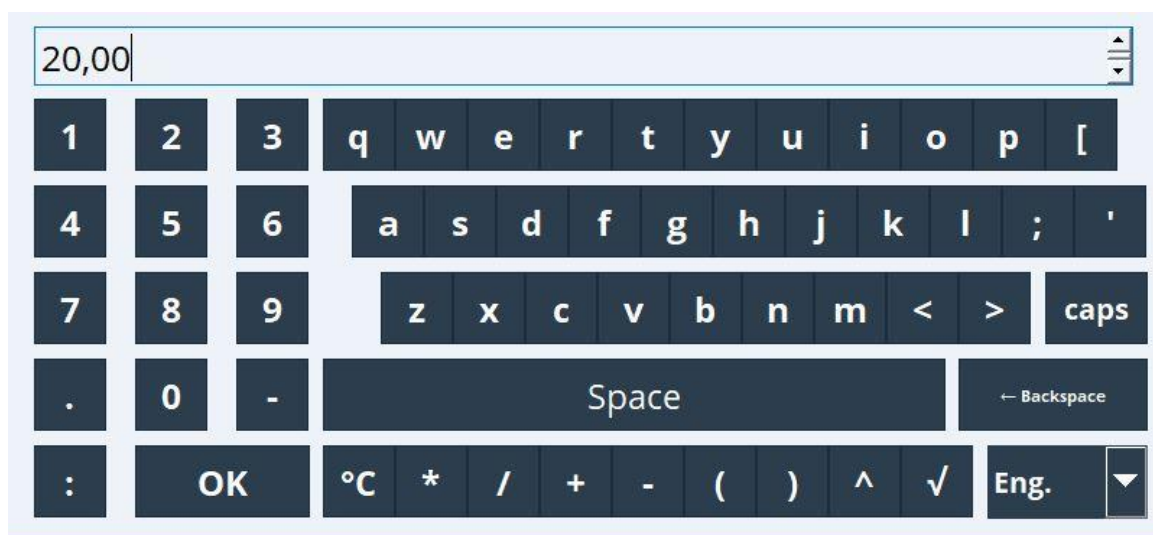 20,00
1 2 3 q w e r t y u i o p [
4 5 6 a s d f g h j k l ; '
7 8 9 z x c v b n m < > caps
. 0 - Space ← Backspace
: OK °C * / + - ( ) ^ √ Eng.